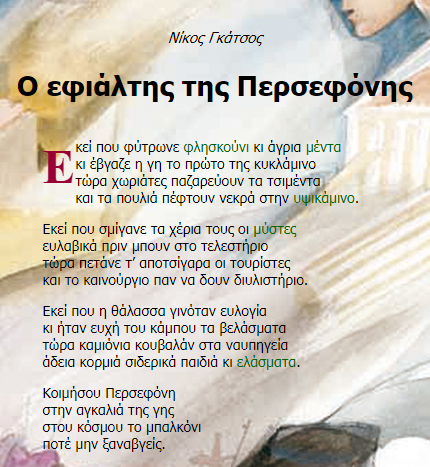 Νίκος Γκάτσος
Ο εφιάλτης της Περσεφόνης
Εκεί που φύτρωνε φλησκούνι κι άγρια μέντα
κι έβγαζε η γη το πρώτο της κυκλάμινο
τώρα χωριάτες παζαρεύουν τα τσιμέντα
και τα πουλιά πέφτουν νεκρά στην υψικάμινο.
Εκεί που σμίγανε τα χέρια τους οι μύστες
ευλαβικά πριν μπουν στο τελεστήριο
τώρα πετάνε τ’ αποτσίγαρα οι τουρίστες
και το καινούργιο παν να δουν διυλιστήριο.
Εκεί που η θάλασσα γινόταν ευλογία
κι ήταν ευχή του κάμπου τα βελάσματα
τώρα καμιόνια κουβαλάν στα ναυπηγεία
άδεια κορμιά σιδερικά παιδιά κι ελάσματα.
Κοιμήσου Περσεφόνη
στην αγκαλιά της γης
στου κόσμου το μπαλκόνι
ποτέ μην ξαναβγείς.